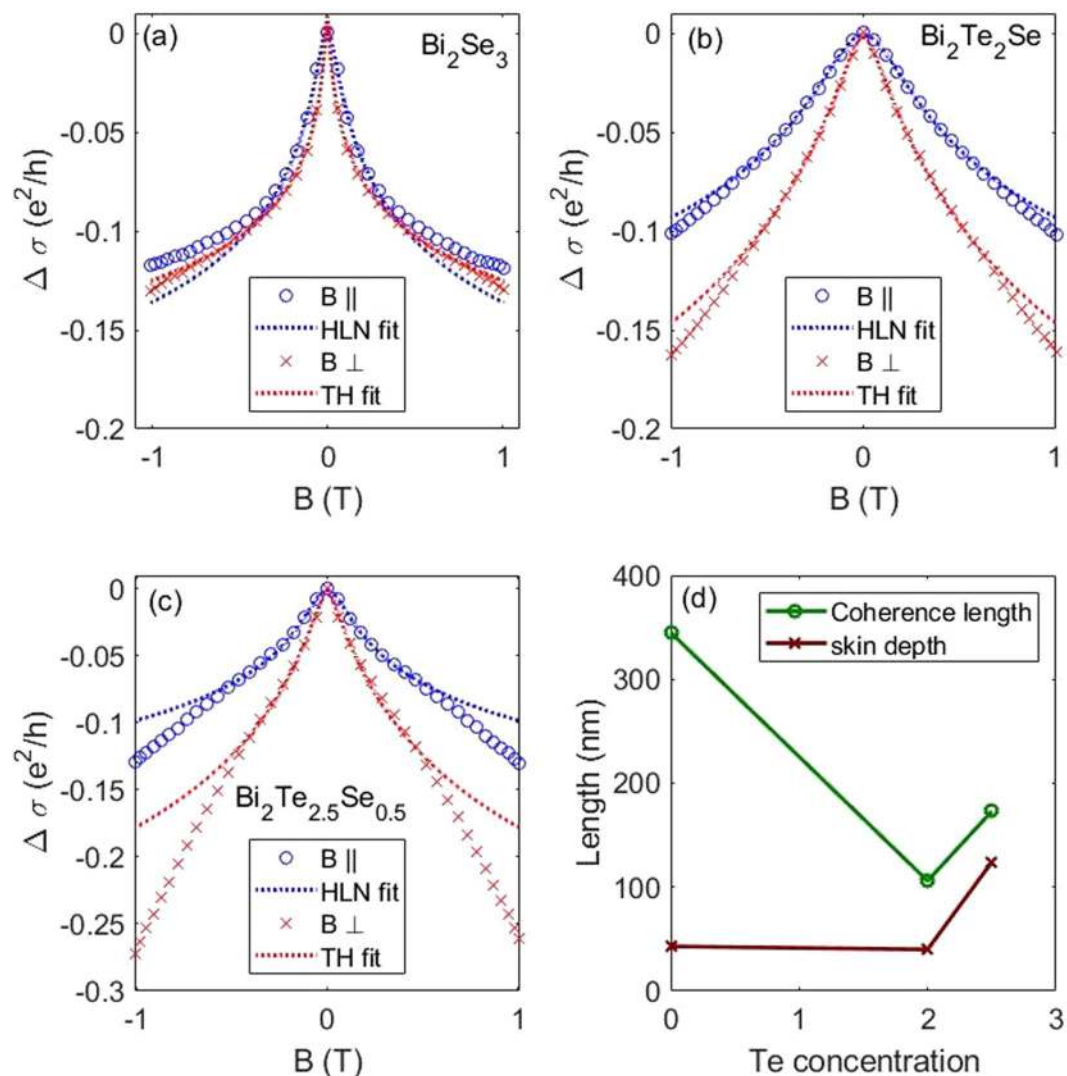 (a)
Bi2Se3
0
-0.05
-0.1
-0.15
-0.2
Δ σ (e²/h)
B ||
HLN fit
B ⊥
TH fit
-1
0
1
B (T)
(b)
Bi2Te2Se
0
-0.05
-0.1
-0.15
-0.2
Δ σ (e²/h)
B ||
HLN fit
B ⊥
TH fit
-1
0
1
B (T)
(c)
0
-0.05
-0.1
-0.15
-0.2
-0.25
-0.3
Δ σ (e²/h)
Bi2Te2.5Se0.5
B ||
HLN fit
B ⊥
TH fit
-1
0
1
B (T)
(d)
Coherence length
skin depth
400
300
200
100
0
Length (nm)
0
1
2
3
Te concentration